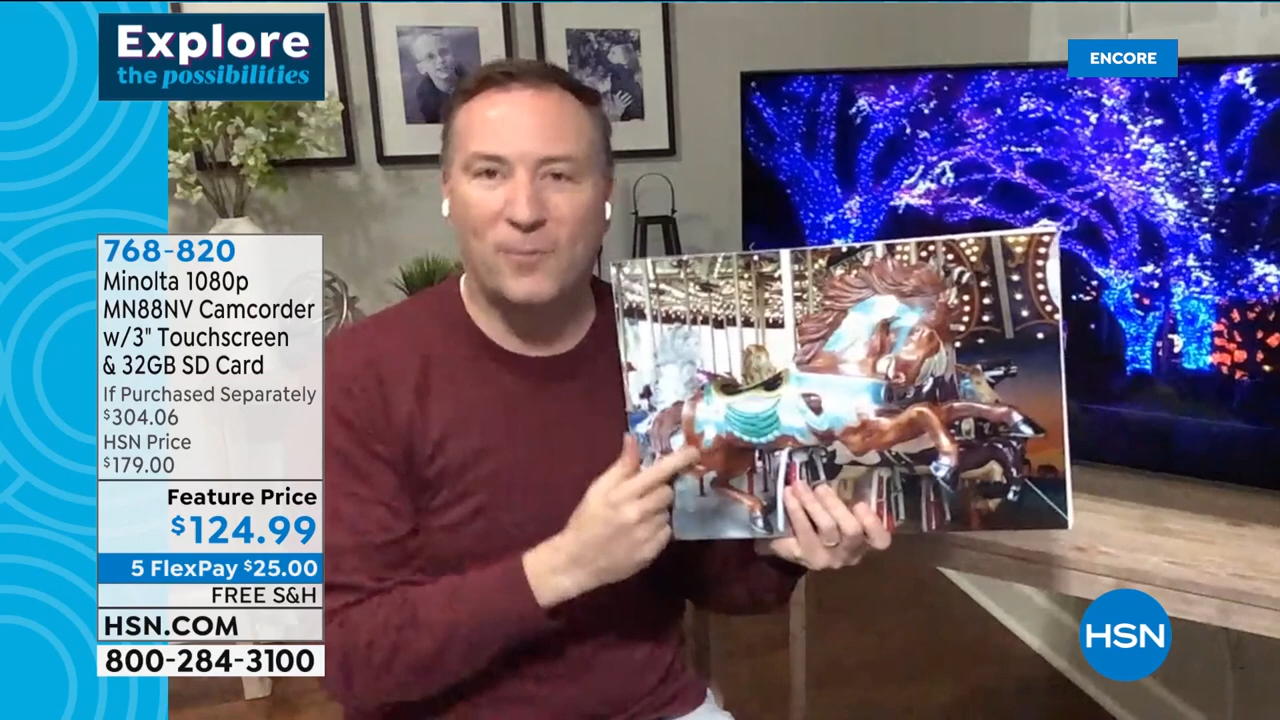 Explore
the possibilities
ENCORE
768-820
Minolta 1080p
MN88NV Camcorder
w/3" Touchscreen
& 32GB SD Card
If Purchased Separately
$304.06
HSN Price
$179.00
Feature Price
$124.99
5 FlexPay $25.00
FREE S&H
HSN.COM
800-284-3100
HSN